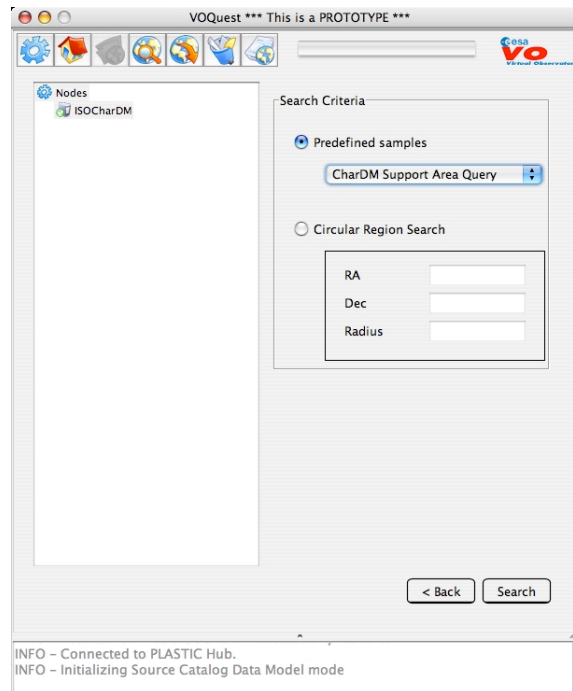 VOQuest *** This is a PROTOTYPE ***
esa
VO
Virtual Observatory
Nodes
ISOCharDM
Search Criteria
Predefined samples
CharDM Support Area Query
Circular Region Search
RA
Dec
Radius
< Back
Search
INFO - Connected to PLASTIC Hub.
INFO - Initializing Source Catalog Data Model mode